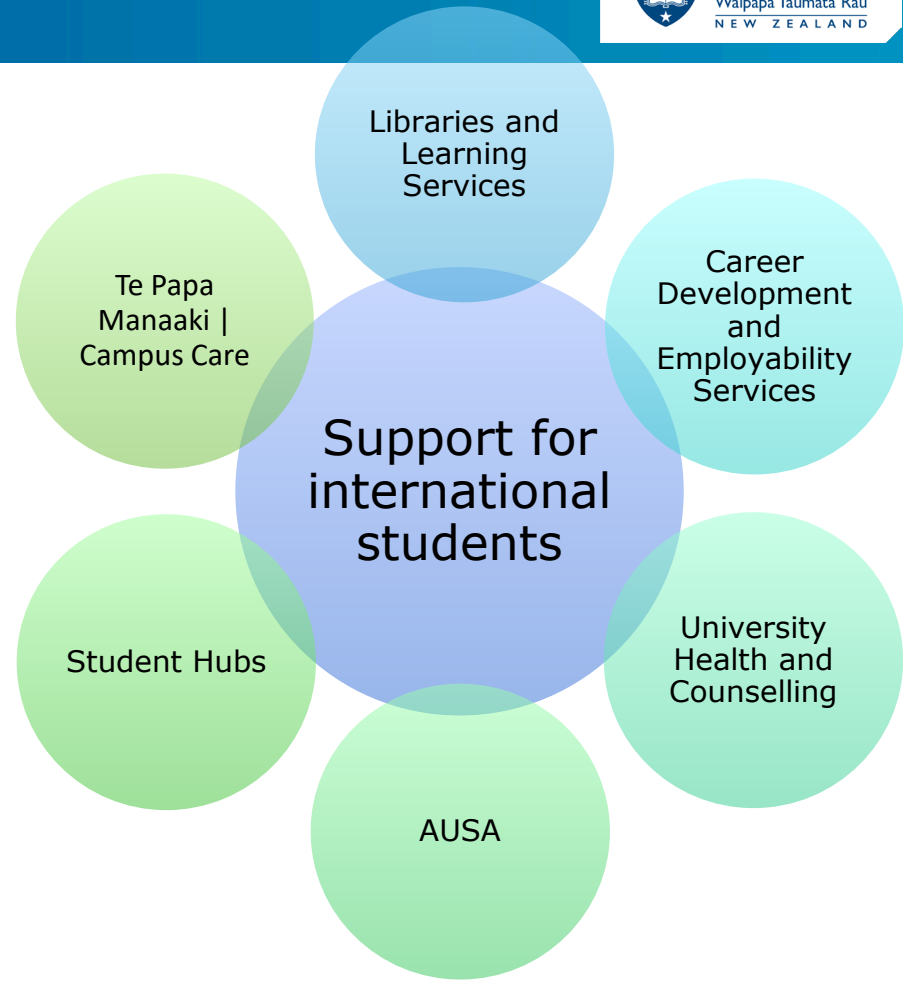 Waipapa Taumata Rau
NEW ZEALAND
Libraries and
Learning
Services
Te Papa
Manaaki |
Campus Care
Career
Development
and
Employability
Services
Support for
international
students
Student Hubs
University
Health and
Counselling
AUSA